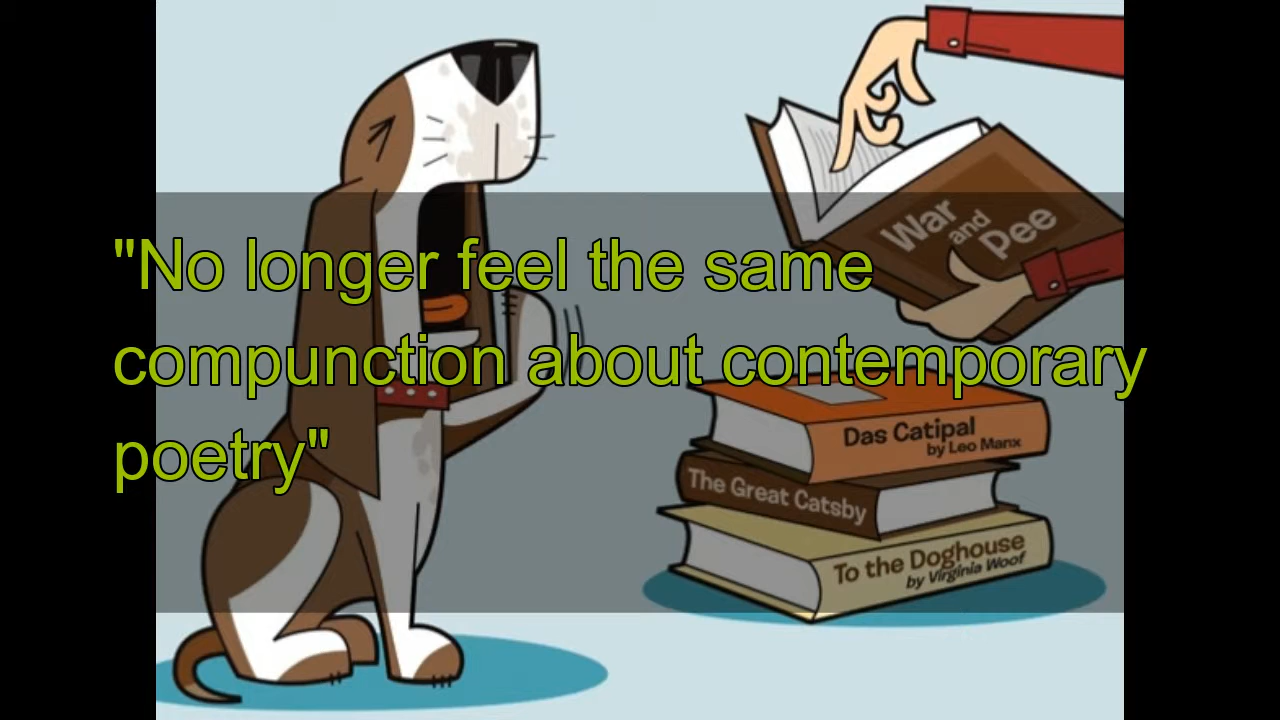 War
and
Pee
"No longer feel the same
compunction about contemporary
poetry"
Das Catipal
by Leo Manx
The Great Catsby
To the Doghouse
by Virginia Woof